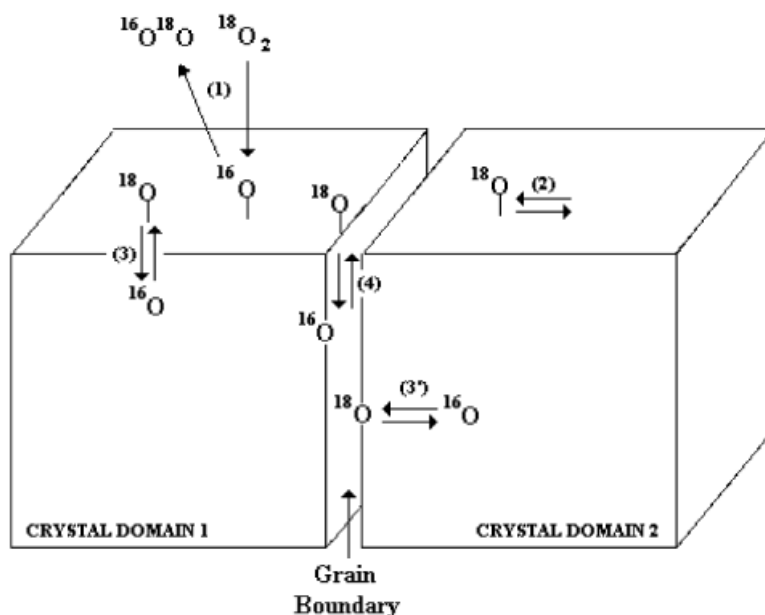 16O18O 18O2
(1)
18O 16O 18O 18O (2)
(3) (4)
16O 16O
(3')
18O 16O
CRYSTAL DOMAIN 1 CRYSTAL DOMAIN 2
Grain
Boundary